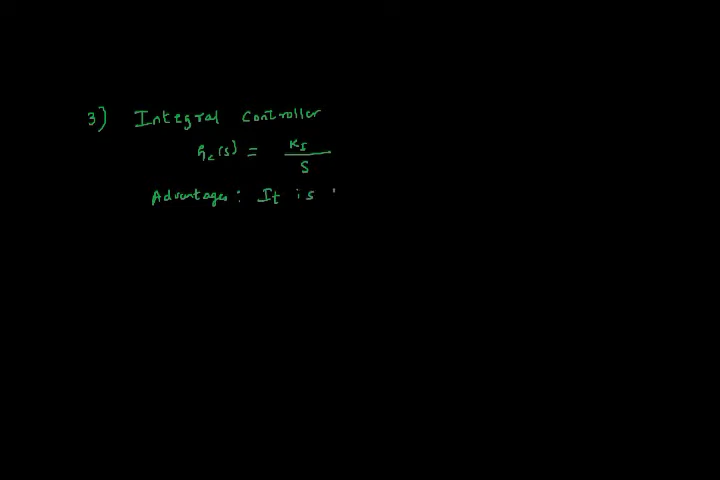 3) Integral Controller
Gc(s) = KI / S
Advantages: It is